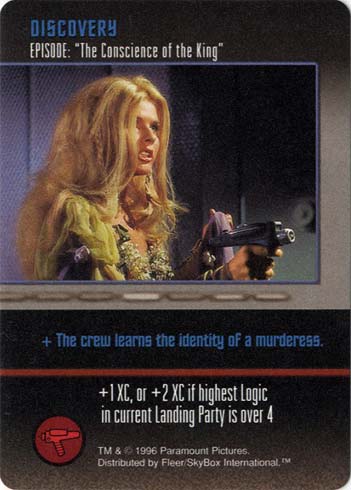 DISCOVERY
EPISODE: "The Conscience of the King"
+ The crew learns the identity of a murderess.
+1 XC, or +2 XC if highest Logic
in current Landing Party is over 4
TM & © 1996 Paramount Pictures.
Distributed by Fleer/SkyBox International.™